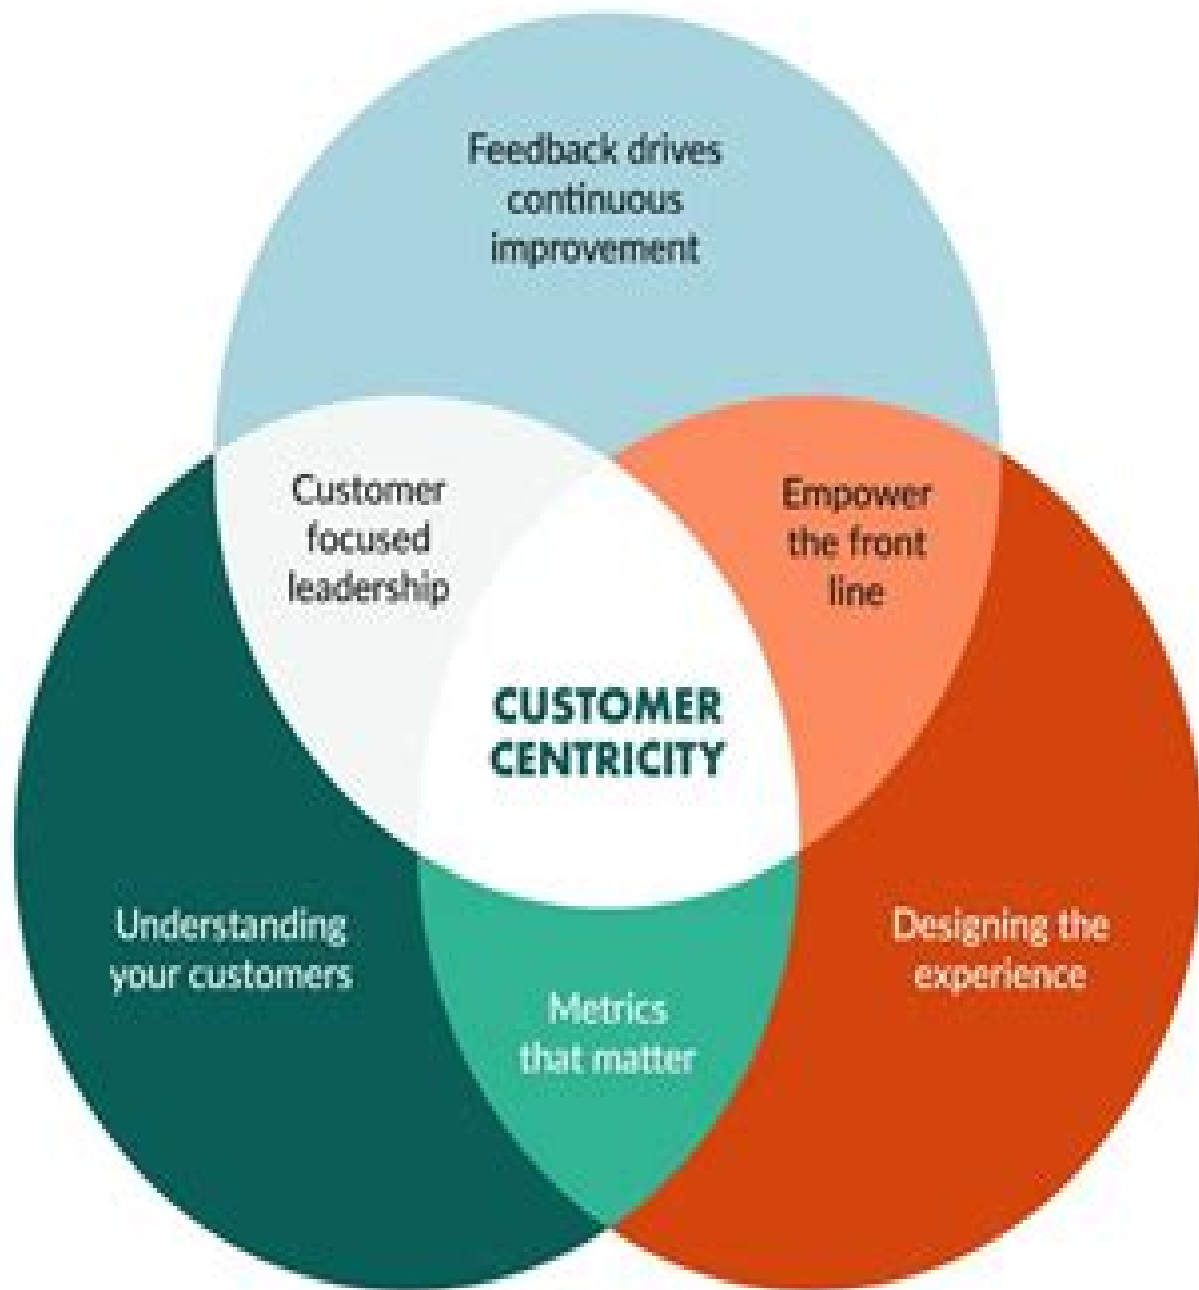 Feedback drives
continuous
improvement
Customer
focused
leadership
Empower
the front
line
CUSTOMER
CENTRICITY
Understanding
your customers
Designing the
experience
Metrics
that matter